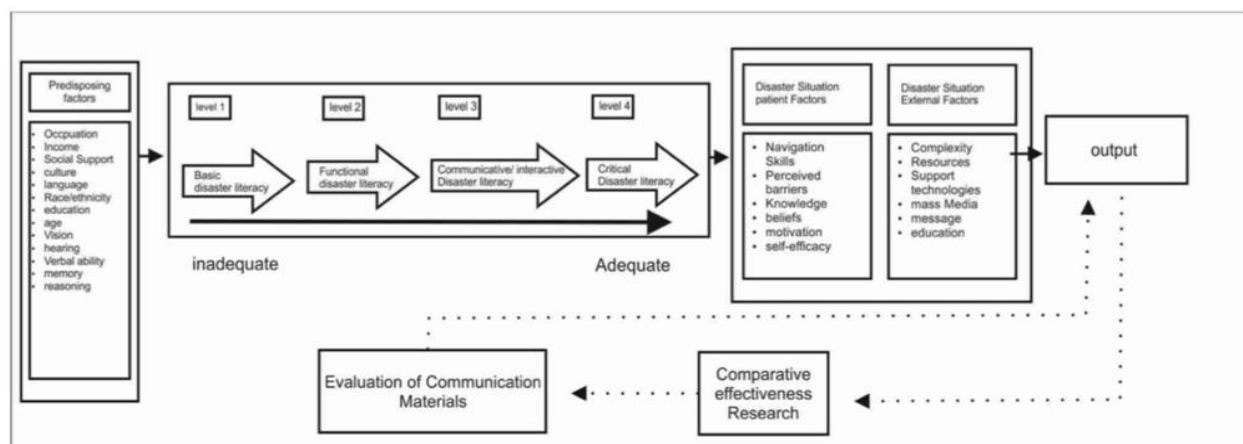 Predisposing
factors
Occpuation
Income
Social Support
culture
language
Race/ethnicity
education
age
Vision
hearing
Verbal ability
memory
reasoning
level 1
level 2
level 3
level 4
Basic
disaster literacy
Functional
disaster literacy
Communicative/ interactive
Disaster literacy
Critical
Disaster literacy
inadequate
Adequate
Disaster Situation
patient Factors
Navigation
Skills
Perceived
barriers
Knowledge
beliefs
motivation
self-efficacy
Disaster Situation
External Factors
Complexity
Resources
Support
technologies
mass Media
message
education
output
Evaluation of Communication
Materials
Comparative
effectiveness
Research